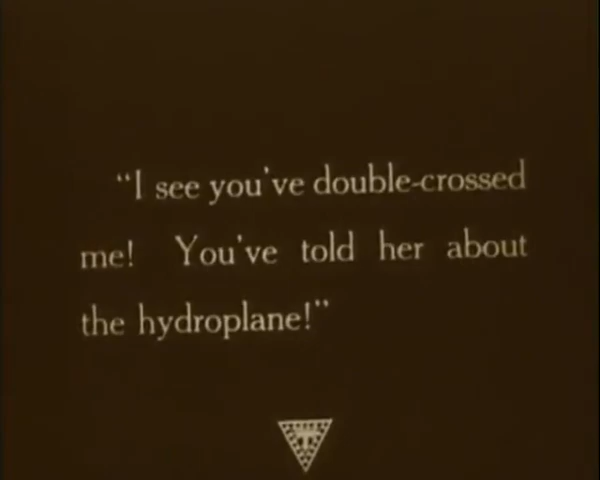 “I see you've double-crossed
me! You've told her about
the hydroplane!”